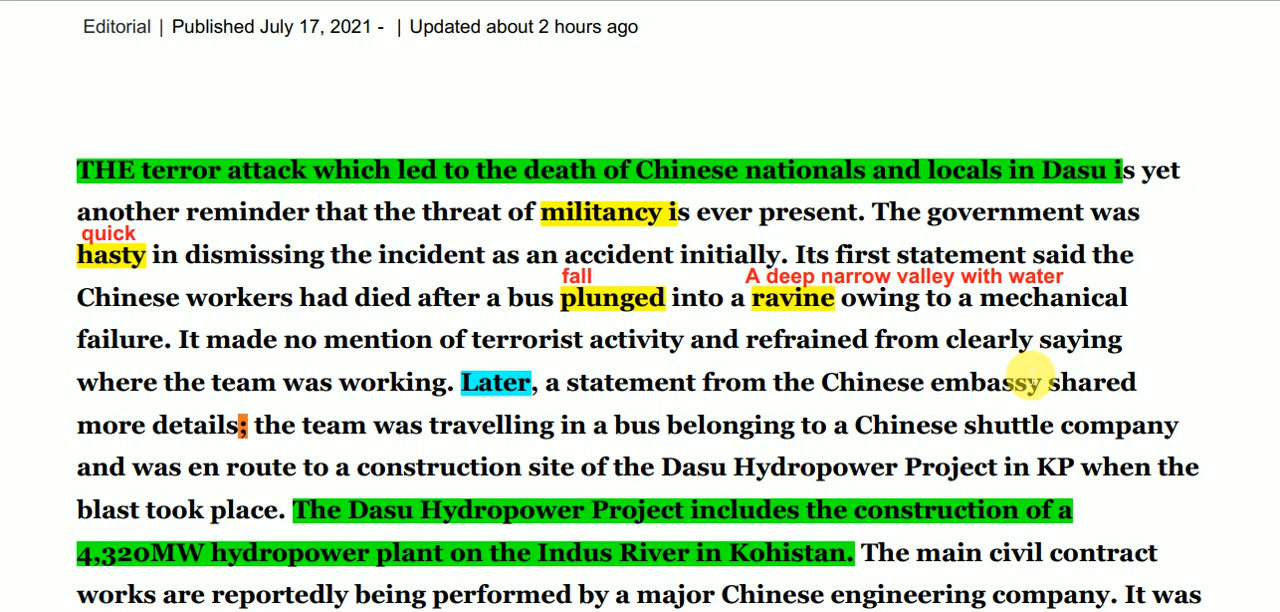 Editorial | Published July 17, 2021 - | Updated about 2 hours ago
THE terror attack which led to the death of Chinese nationals and locals in Dasu is yet
another reminder that the threat of militancy is ever present. The government was
quick
hasty in dismissing the incident as an accident initially. Its first statement said the
fall A deep narrow valley with water
Chinese workers had died after a bus plunged into a ravine owing to a mechanical
failure. It made no mention of terrorist activity and refrained from clearly saying
where the team was working. Later, a statement from the Chinese embassy shared
more details; the team was travelling in a bus belonging to a Chinese shuttle company
and was en route to a construction site of the Dasu Hydropower Project in KP when the
blast took place. The Dasu Hydropower Project includes the construction of a
4,320MW hydropower plant on the Indus River in Kohistan. The main civil contract
works are reportedly being performed by a major Chinese engineering company. It was